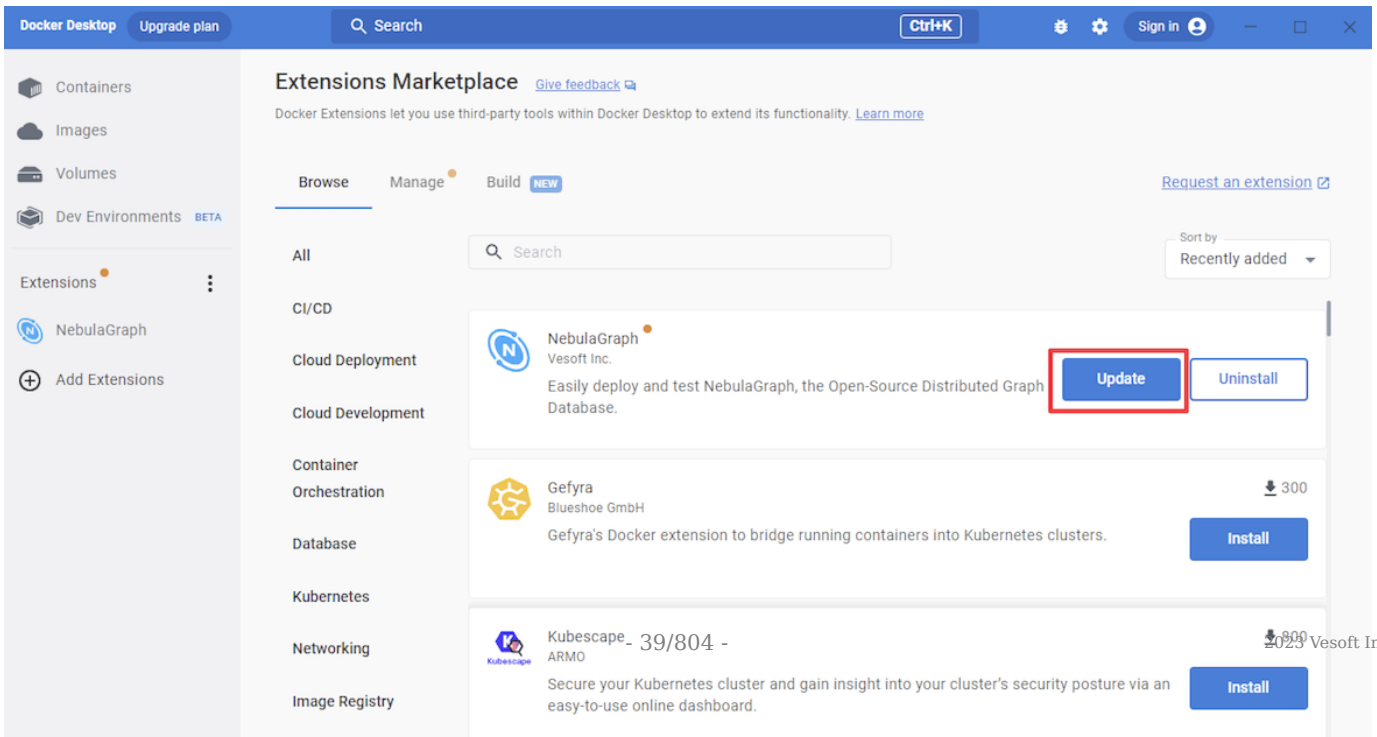 Docker Desktop Upgrade plan Search Ctrl+K Sign in
Containers
Images
Volumes
Dev Environments BETA
Extensions
NebulaGraph
Add Extensions
Extensions Marketplace Give feedback
Docker Extensions let you use third-party tools within Docker Desktop to extend its functionality. Learn more
Browse Manage Build NEW Request an extension
All
CI/CD
Cloud Deployment
Cloud Development
Container
Orchestration
Database
Kubernetes
Networking
Image Registry
Search
Sort by
Recently added
N
NebulaGraph
Vesoft Inc.
Easily deploy and test NebulaGraph, the Open-Source Distributed Graph
Database.
Update Uninstall
Gefyra 300
Blueshoe GmbH
Gefyra's Docker extension to bridge running containers into Kubernetes clusters.
Install
Kubescape
Kubescape 800
ARMO
Secure your Kubernetes cluster and gain insight into your cluster's security posture via an
easy-to-use online dashboard.
Install
- 39/804 - 2023 Vesoft In